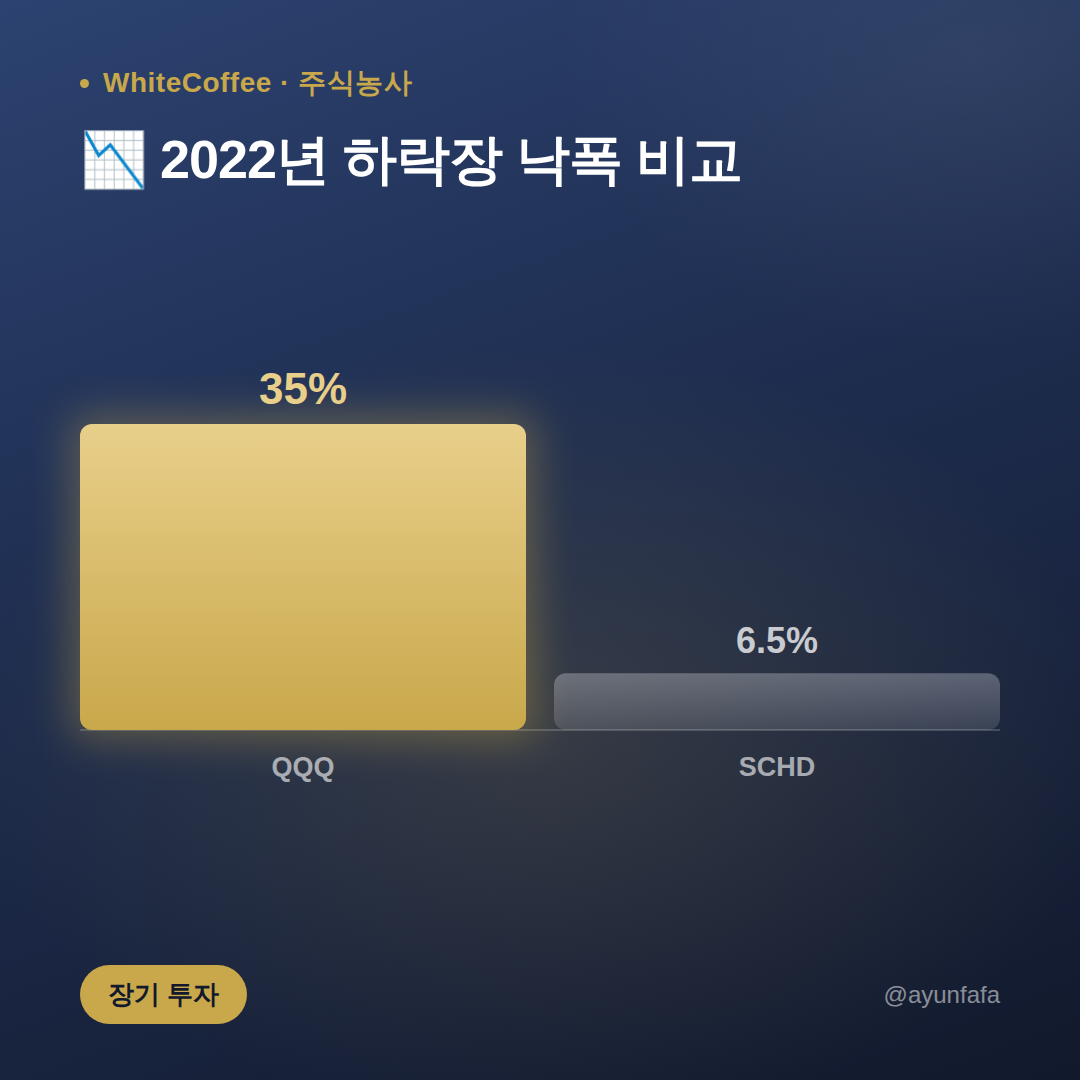 • WhiteCoffee · 주식농사
📉 2022년 하락장 낙폭 비교
35%
6.5%
QQQ
SCHD
장기 투자
@ayunfafa